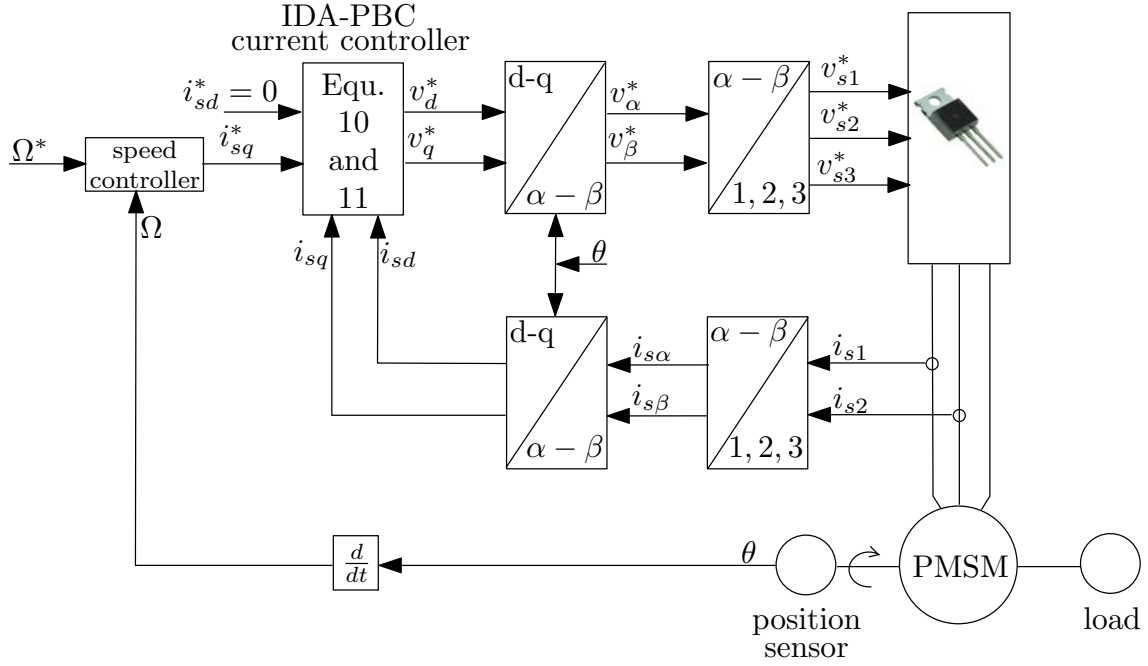 IDA-PBC
current controller
i*sd = 0
Equ.
10
and
11
v*d
v*q
d-q
α − β
v*α
v*β
α − β
1, 2, 3
v*s1
v*s2
v*s3
Ω*
speed
controller
i*sq
Ω
isq
isd
θ
d-q
α − β
isα
isβ
α − β
1, 2, 3
is1
is2
d
dt
θ
position
sensor
PMSM
load